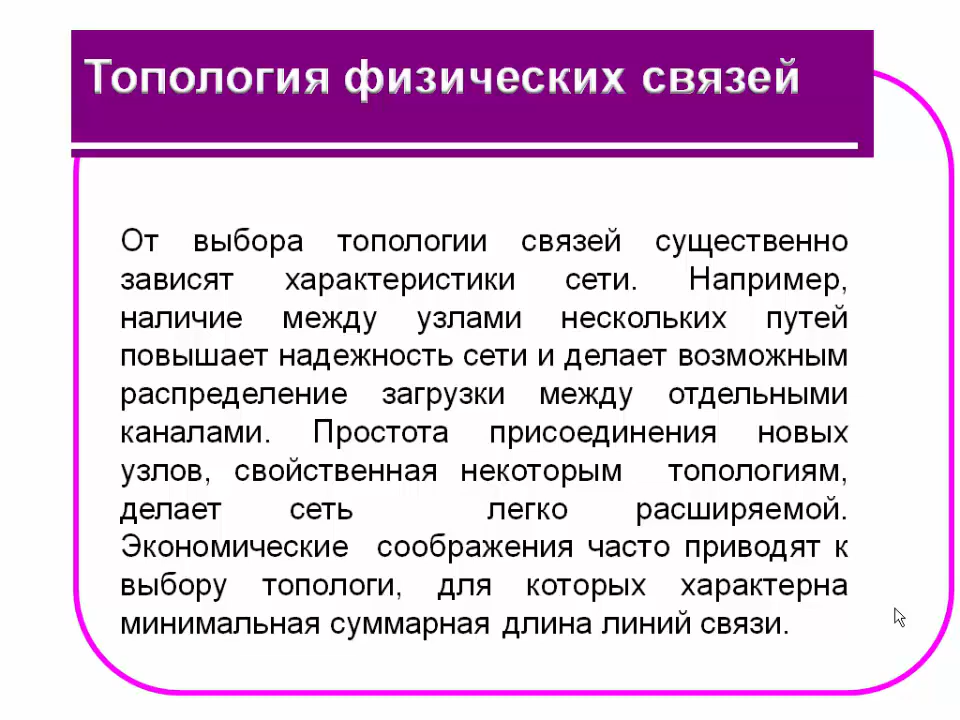 Топология физических связей
От выбора топологии связей существенно
зависят характеристики сети. Например,
наличие между узлами нескольких путей
повышает надежность сети и делает возможным
распределение загрузки между отдельными
каналами. Простота присоединения новых
узлов, свойственная некоторым топологиям,
делает сеть легко расширяемой.
Экономические соображения часто приводят к
выбору топологи, для которых характерна
минимальная суммарная длина линий связи.